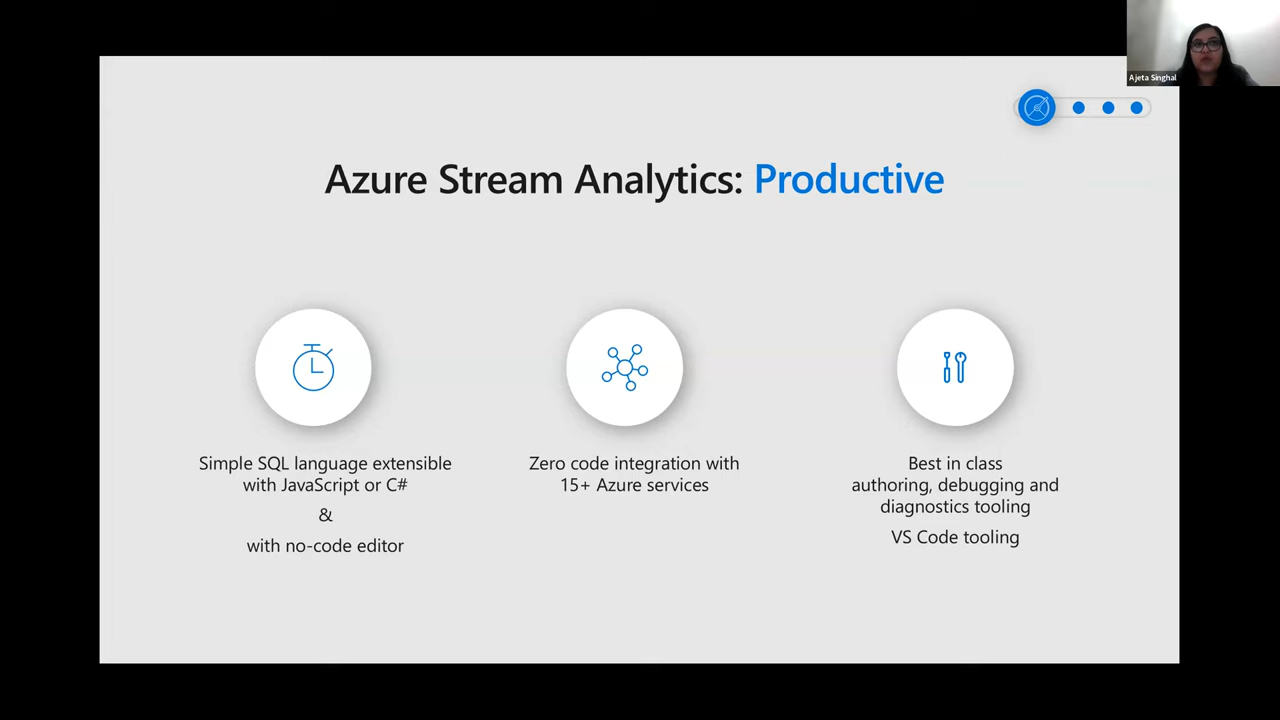 Ajeta Singhal
Azure Stream Analytics: Productive
Simple SQL language extensible
with JavaScript or C#
&
with no-code editor
Zero code integration with
15+ Azure services
Best in class
authoring, debugging and
diagnostics tooling
VS Code tooling